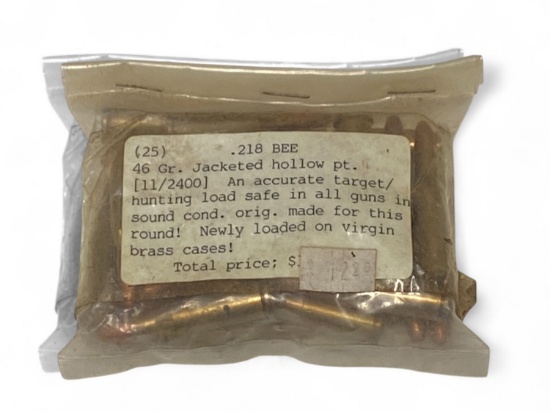 (25) .218 BEE
46 Gr. Jacketed hollow pt.
[11/2400] An accurate target/
hunting load safe in all guns in
sound cond. orig. made for this
round! Newly loaded on virgin
brass cases!
Total price; $